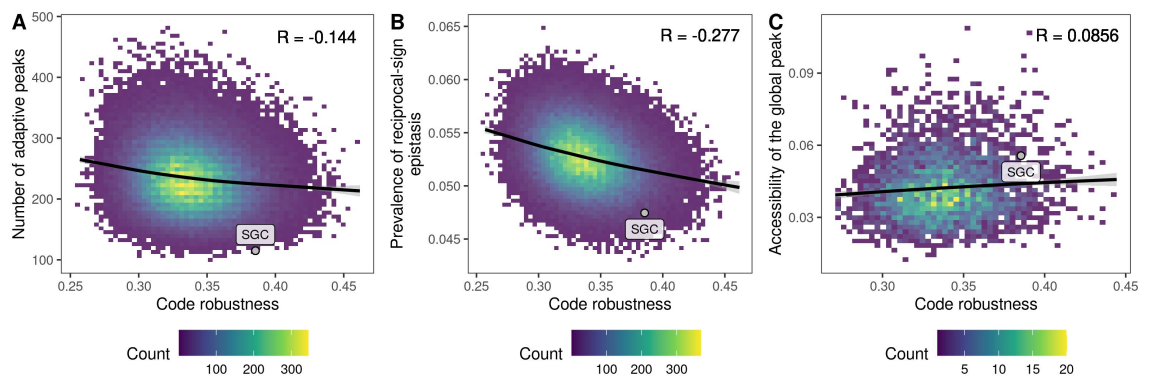 A
Number of adaptive peaks
500
400
300
200
100
R = -0.144
SGC
0.25 0.30 0.35 0.40 0.45
Code robustness
Count
100 200 300
B
Prevalence of reciprocal-sign
epistasis
0.065
0.060
0.055
0.050
0.045
R = -0.277
SGC
0.25 0.30 0.35 0.40 0.45
Code robustness
Count
100 200 300
C
Accessibility of the global peak
0.09
0.06
0.03
R = 0.0856
SGC
0.30 0.35 0.40 0.45
Code robustness
Count
5 10 15 20